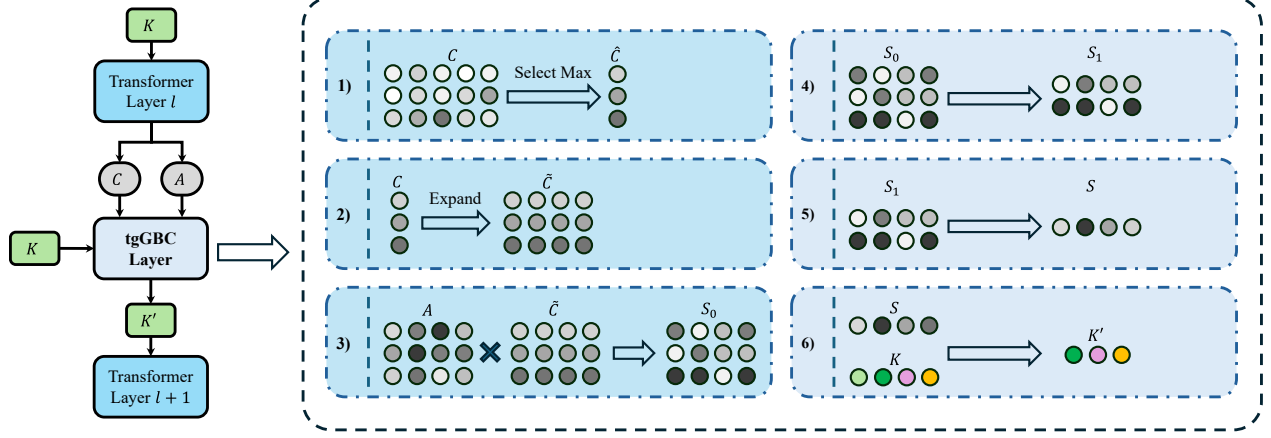 K
Transformer
Layer l
C
A
K
tgGBC
Layer
K′
Transformer
Layer l + 1
1)
C
Select Max
Ĉ
2)
C
Expand
C̃
3)
A
C̃
S₀
4)
S₀
S₁
5)
S₁
S
6)
S
K
K′